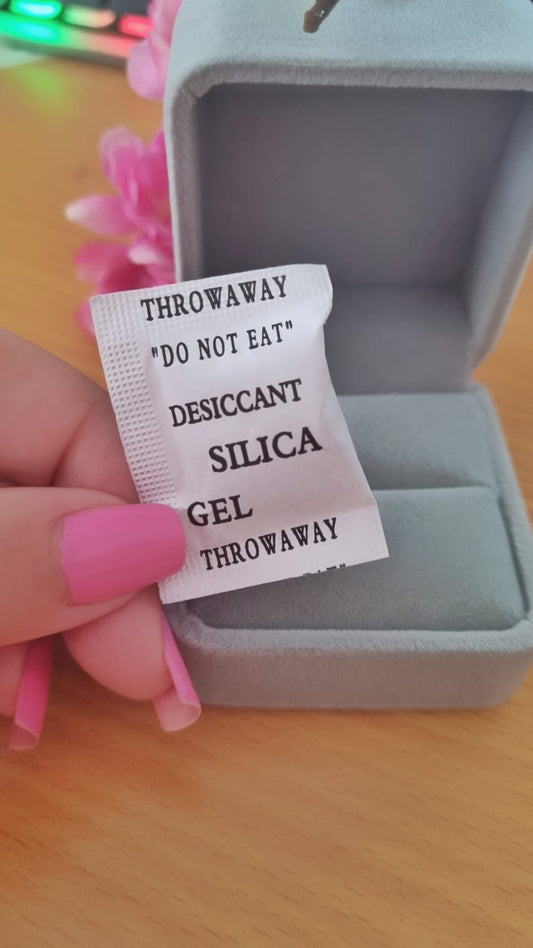 THROWAWAY
"DO NOT EAT"
DESICCANT
SILICA
GEL
THROWAWAY